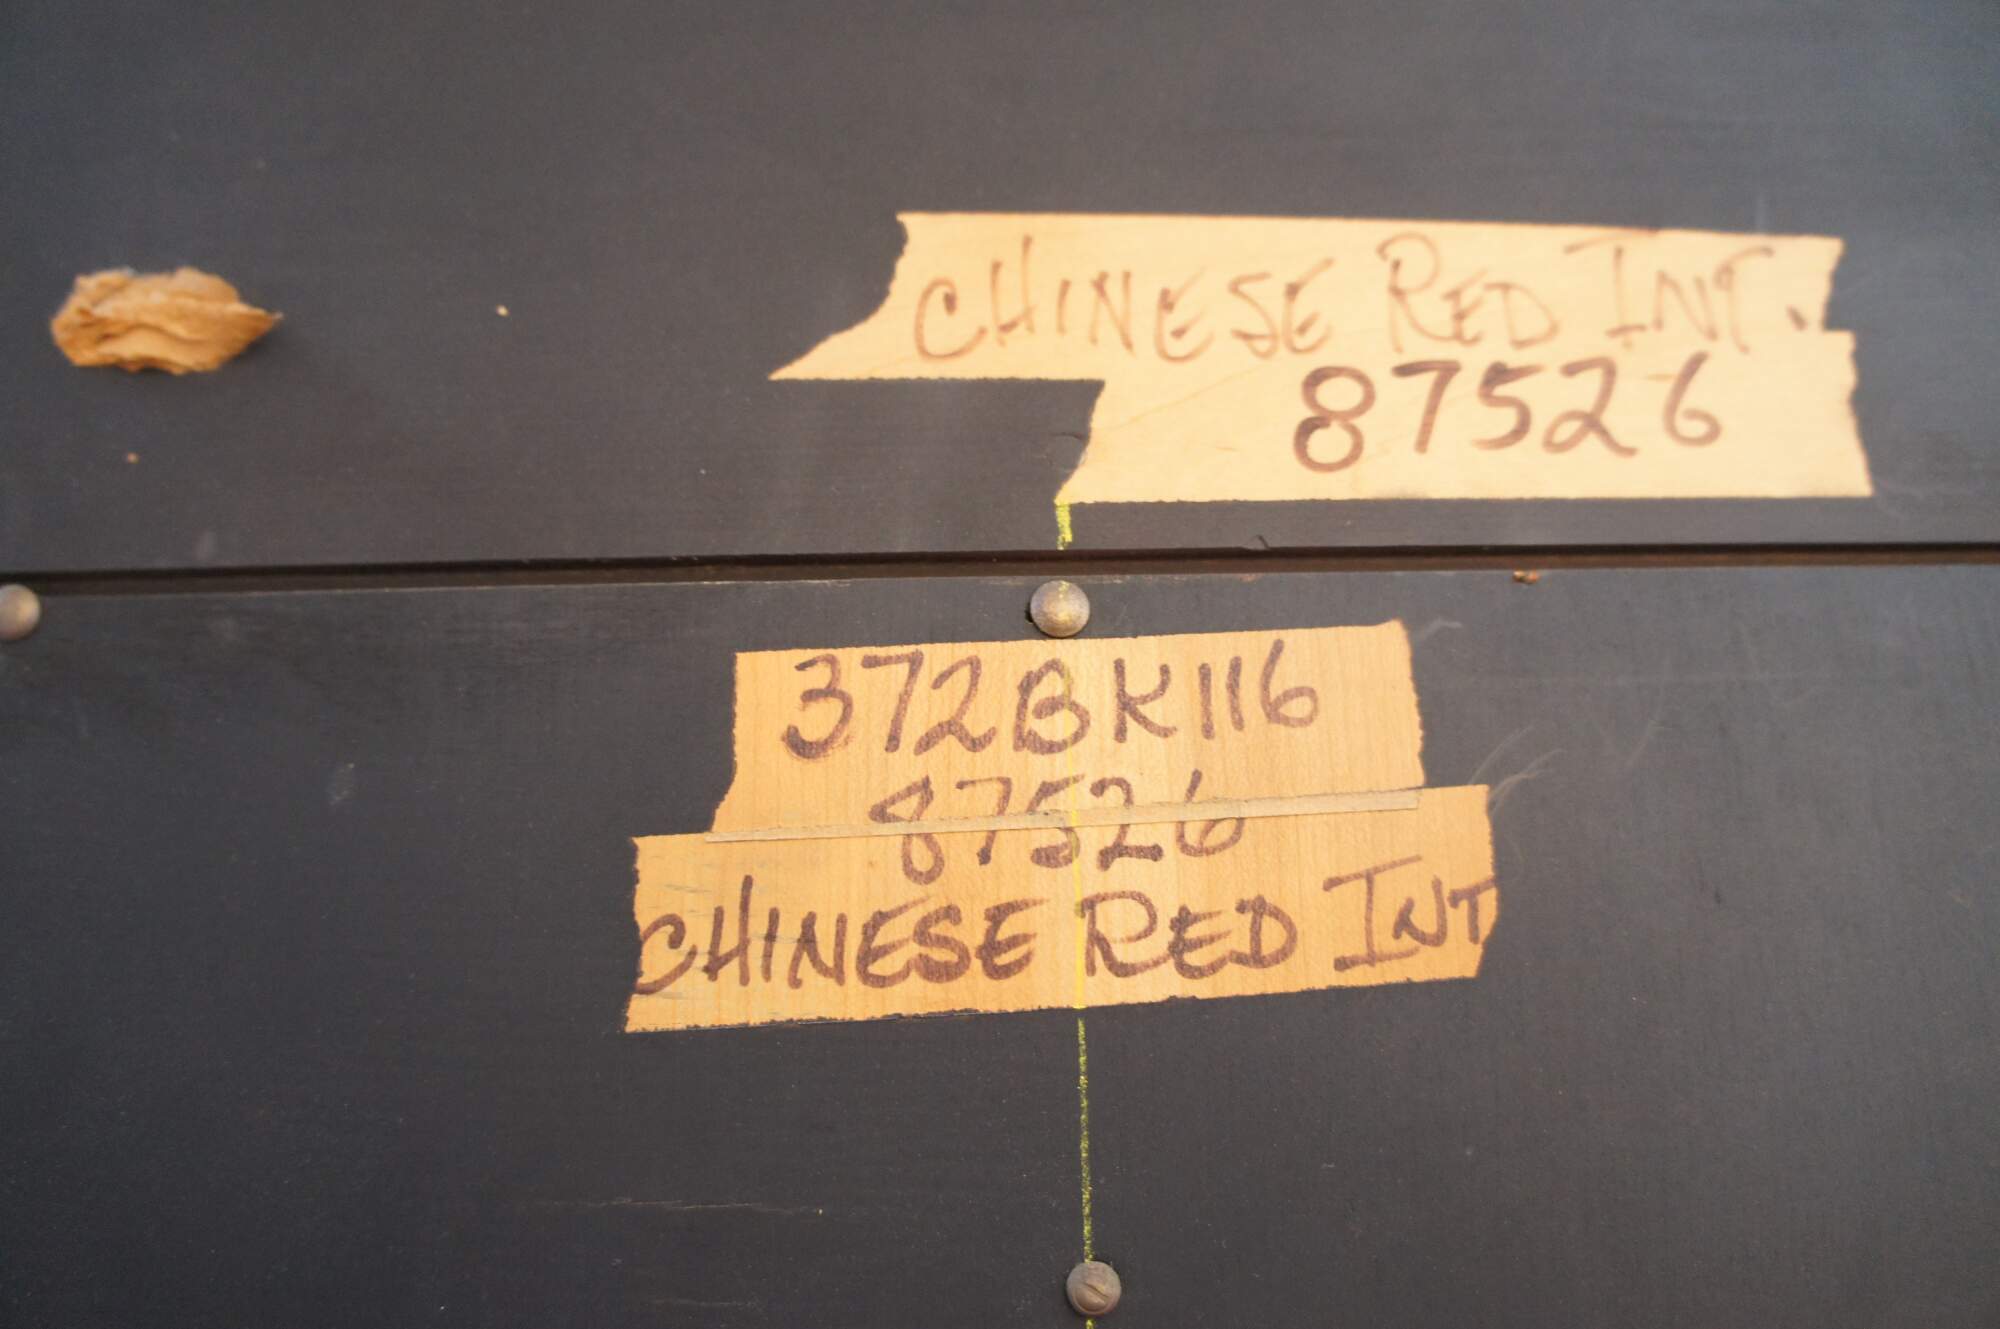 CHINESE RED INT.
87526
372BK116
87526
CHINESE RED INT